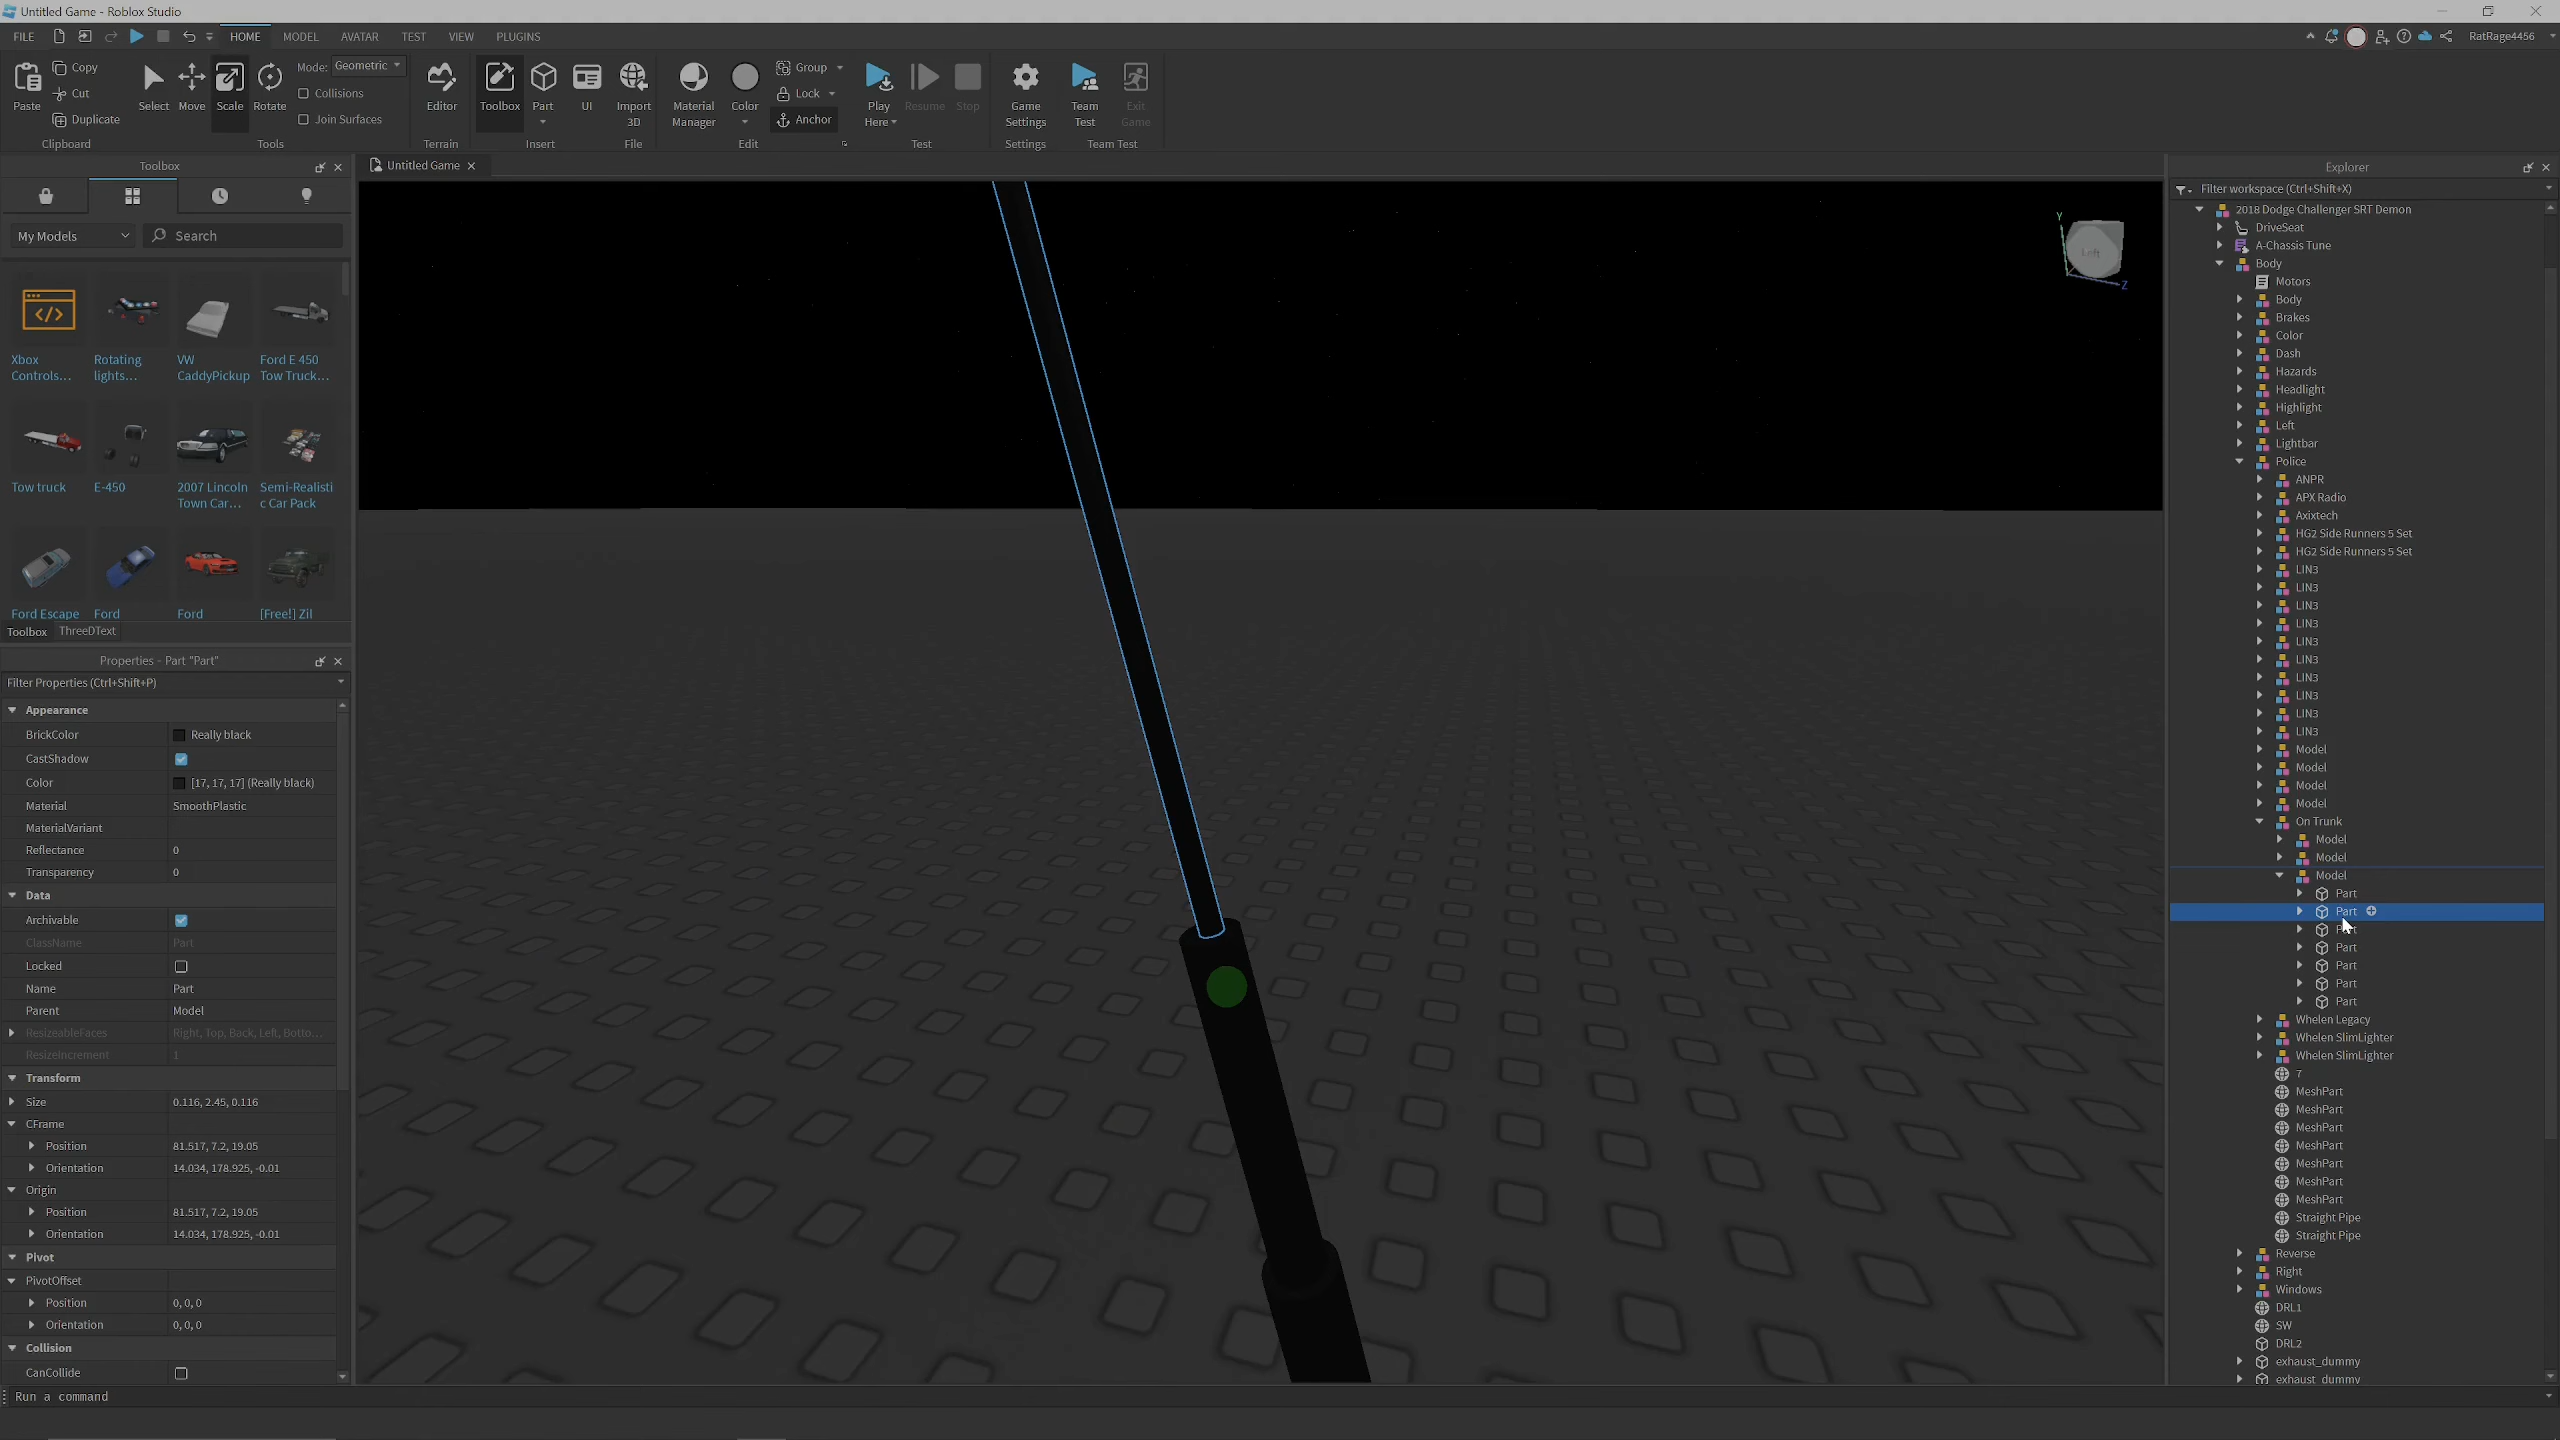 Untitled Game - Roblox Studio
FILE
HOME
MODEL
AVATAR
TEST
VIEW
PLUGINS
RatRage4456
Paste
Copy
Cut
Duplicate
Clipboard
Select
Move
Scale
Rotate
Mode:
Geometric
Collisions
Join Surfaces
Tools
Editor
Terrain
Toolbox
Part
UI
Insert
Import
3D
File
Material
Manager
Color
Group
Lock
Anchor
Edit
Play
Here
Resume
Stop
Test
Game
Settings
Settings
Team
Test
Exit
Game
Team Test
Toolbox
My Models
Search
Xbox
Controls...
Rotating
lights...
VW
CaddyPickup
Ford E 450
Tow Truck...
Tow truck
E-450
2007 Lincoln
Town Car...
Semi-Realisti
c Car Pack
Ford Escape
Ford
Ford
[Free!] Zil
Toolbox
ThreeDText
Properties - Part "Part"
Filter Properties (Ctrl+Shift+P)
Appearance
BrickColor Really black
CastShadow
Color [17, 17, 17] (Really black)
Material SmoothPlastic
MaterialVariant
Reflectance 0
Transparency 0
Data
Archivable
ClassName Part
Locked
Name Part
Parent Model
ResizeableFaces Right, Top, Back, Left, Botto...
ResizeIncrement 1
Transform
Size 0.116, 2.45, 0.116
CFrame
Position 81.517, 7.2, 19.05
Orientation 14.034, 178.925, -0.01
Origin
Position 81.517, 7.2, 19.05
Orientation 14.034, 178.925, -0.01
Pivot
PivotOffset
Position 0, 0, 0
Orientation 0, 0, 0
Collision
CanCollide
Run a command
Untitled Game
Y
Left
Z
Explorer
Filter workspace (Ctrl+Shift+X)
2018 Dodge Challenger SRT Demon
DriveSeat
A-Chassis Tune
Body
Motors
Body
Brakes
Color
Dash
Hazards
Headlight
Highlight
Left
Lightbar
Police
ANPR
APX Radio
Axixtech
HG2 Side Runners 5 Set
HG2 Side Runners 5 Set
LIN3
LIN3
LIN3
LIN3
LIN3
LIN3
LIN3
LIN3
LIN3
LIN3
Model
Model
Model
Model
On Trunk
Model
Model
Model
Part
Part
Part
Part
Part
Part
Part
Whelen Legacy
Whelen SlimLighter
Whelen SlimLighter
7
MeshPart
MeshPart
MeshPart
MeshPart
MeshPart
MeshPart
MeshPart
Straight Pipe
Straight Pipe
Reverse
Right
Windows
DRL1
SW
DRL2
exhaust_dummy
exhaust_dummy